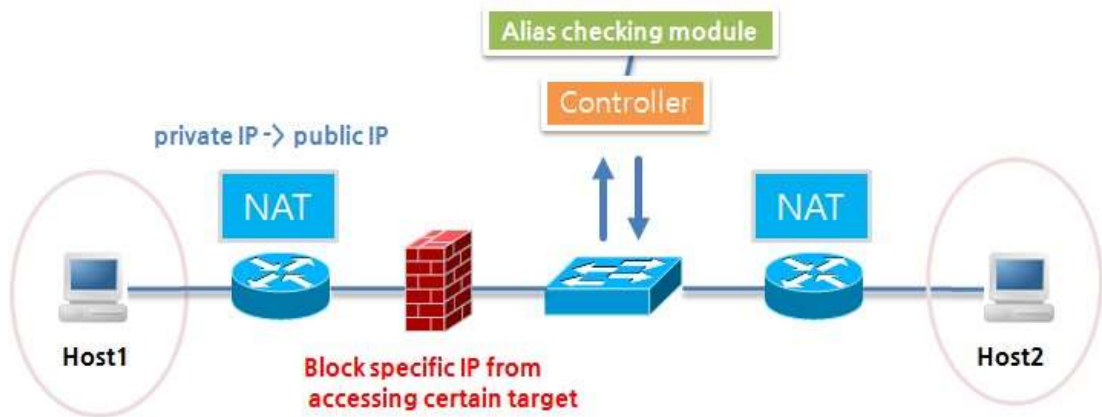 Alias checking module
Controller
private IP -> public IP
NAT
NAT
Host1
Block specific IP from
accessing certain target
Host2